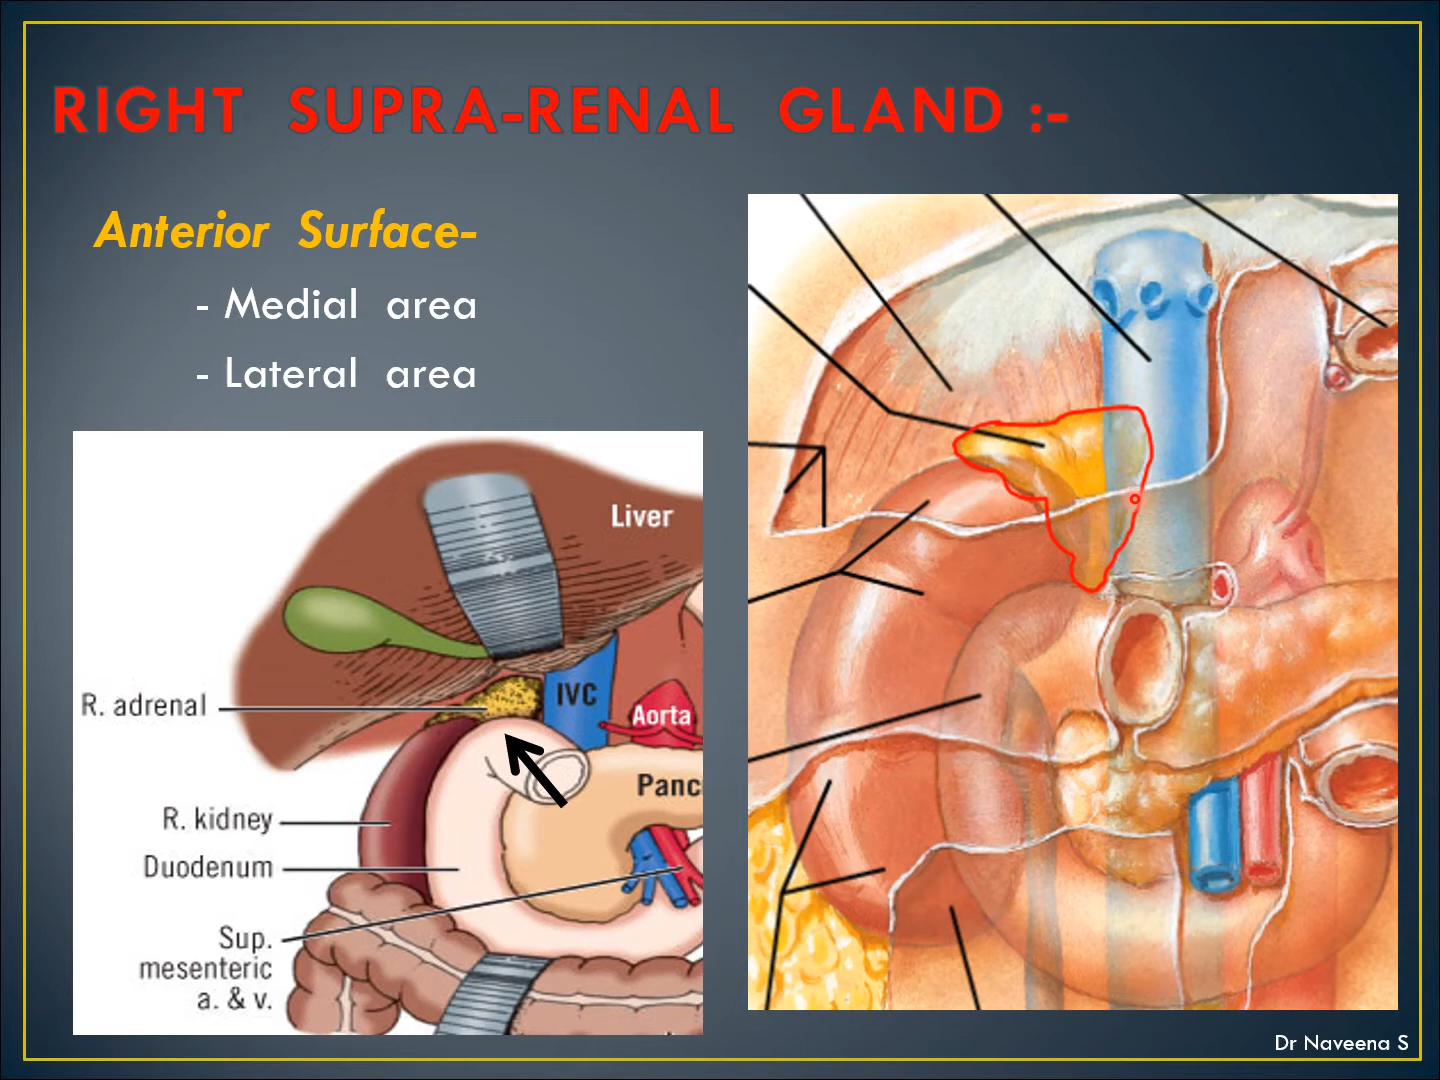 RIGHT SUPRA-RENAL GLAND :-
Anterior Surface-
- Medial area
- Lateral area
Liver
R. adrenal
IVC
Aorta
Panc
R. kidney
Duodenum
Sup.
mesenteric
a. & v.
Dr Naveena S